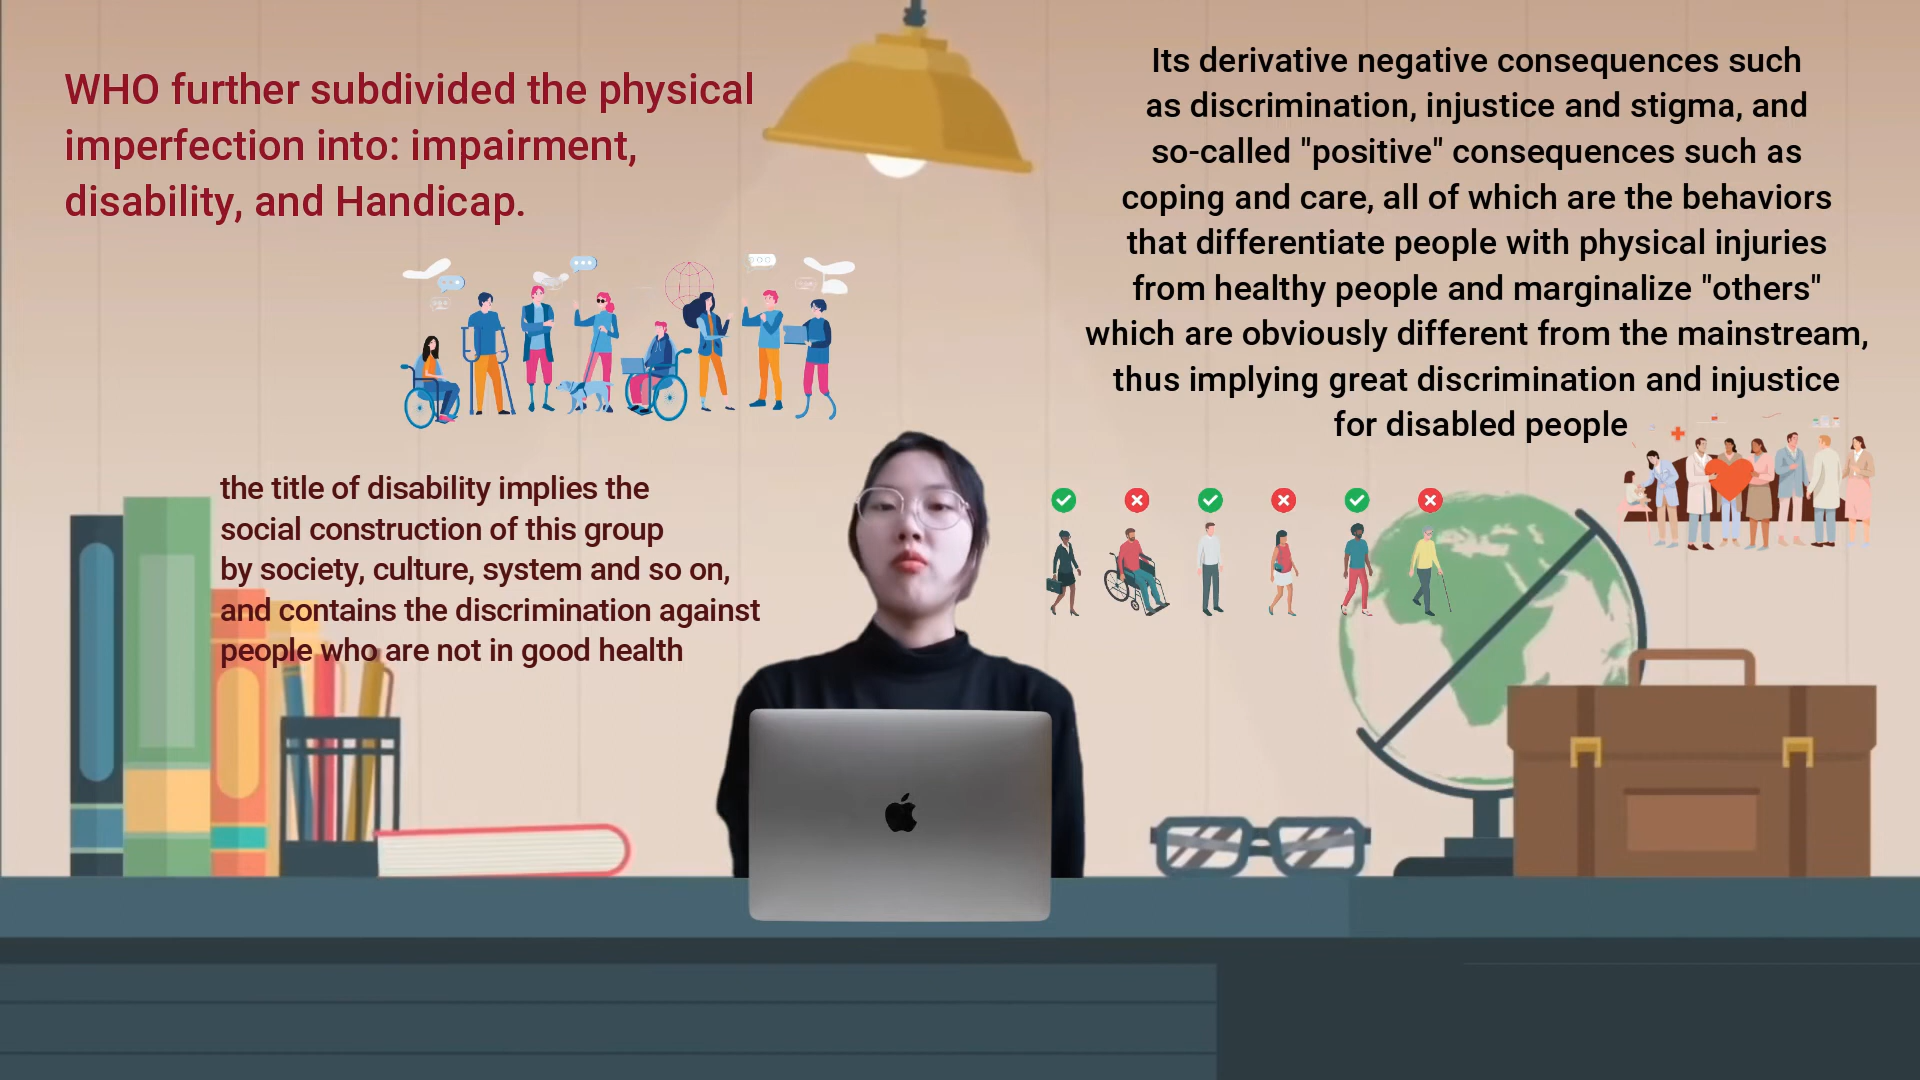 WHO further subdivided the physical
imperfection into: impairment,
disability, and Handicap.
the title of disability implies the
social construction of this group
by society, culture, system and so on,
and contains the discrimination against
people who are not in good health
Its derivative negative consequences such
as discrimination, injustice and stigma, and
so-called "positive" consequences such as
coping and care, all of which are the behaviors
that differentiate people with physical injuries
from healthy people and marginalize "others"
which are obviously different from the mainstream,
thus implying great discrimination and injustice
for disabled people